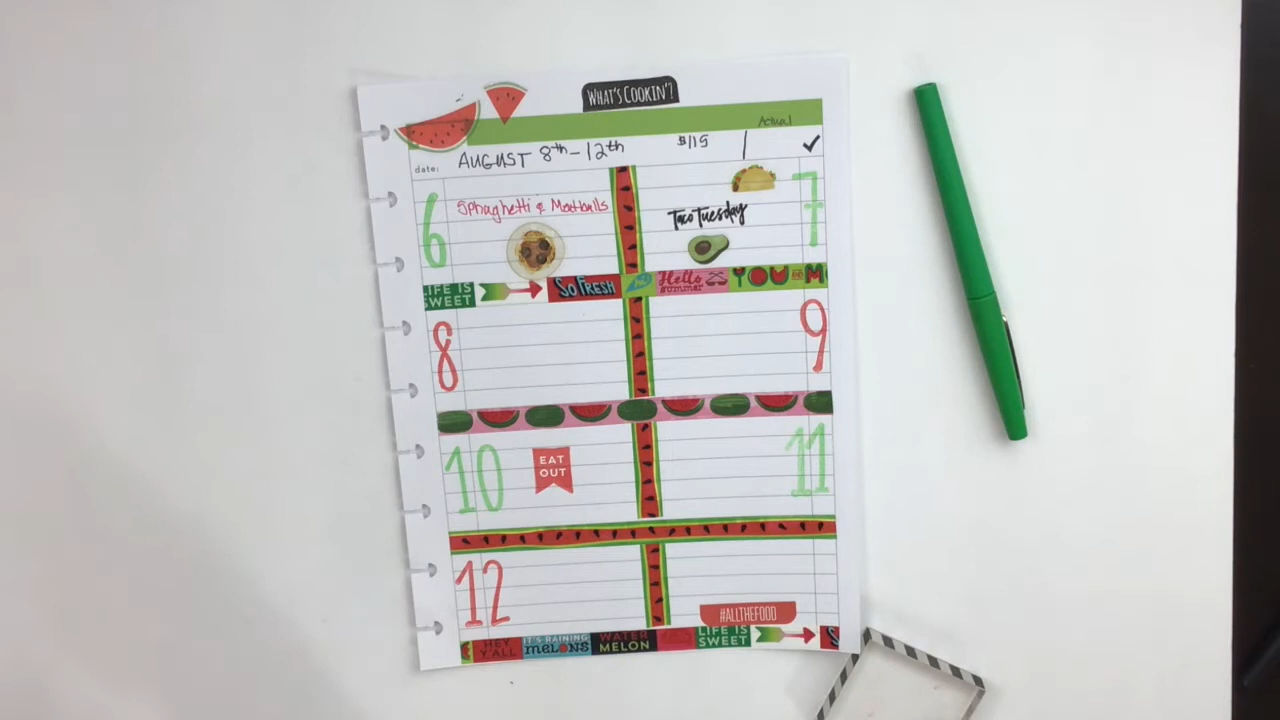 WHAT'S COOKIN'?
Actual
date: AUGUST 8th - 12th $115 / ✓
6 Sphaghetti & Meatballs
Taco Tuesday 7
LIFE IS SWEET SO FRESH Hello summer YOU AND M
8 9
10 EAT OUT 11
12
#ALLTHEFOOD
HEY Y'ALL IT'S RAINING MELONS WATER MELON LIFE IS SWEET S